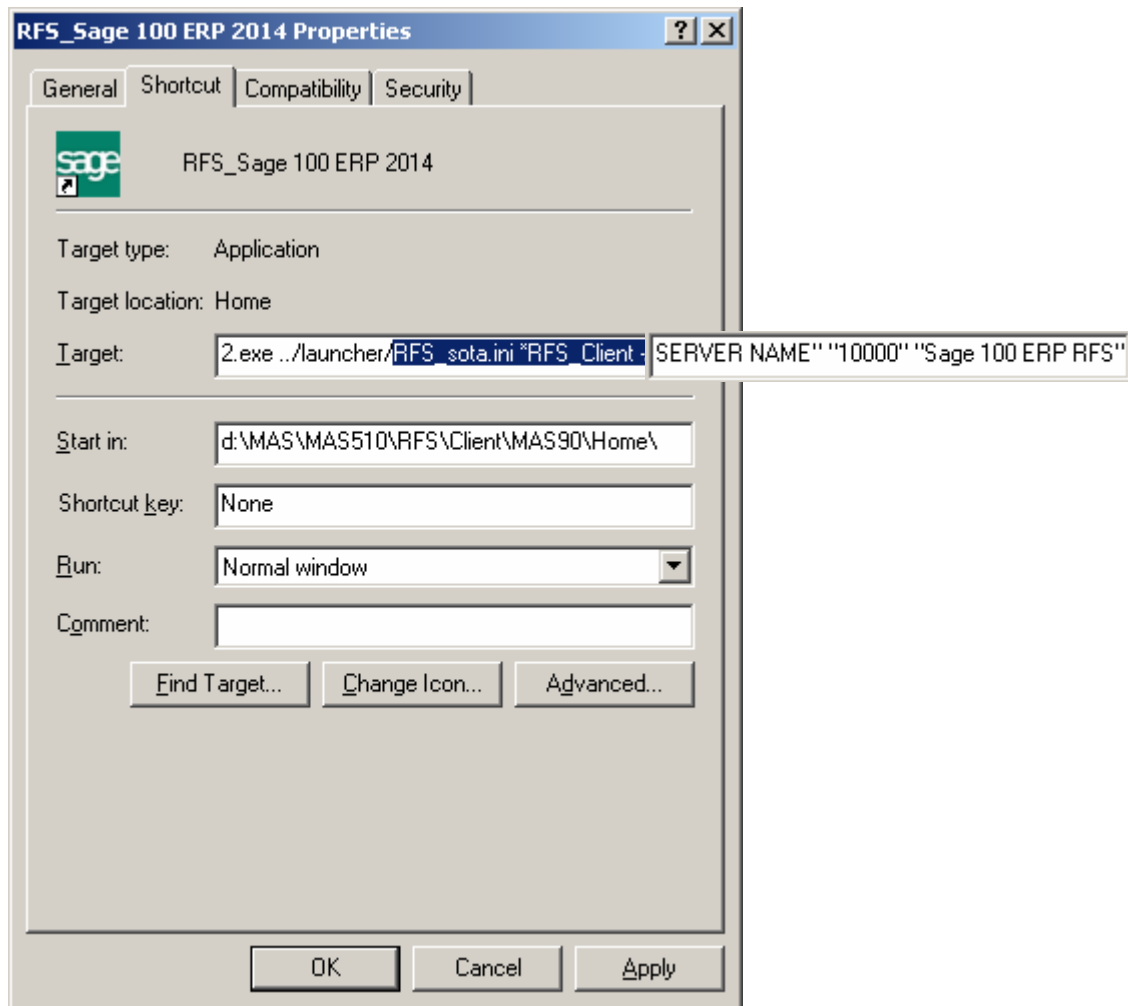 RFS_Sage 100 ERP 2014 Properties
General Shortcut Compatibility Security
sage
RFS_Sage 100 ERP 2014
Target type: Application
Target location: Home
Target: 2.exe ../launcher/RFS_sota.ini *RFS_Client - SERVER NAME" "10000" "Sage 100 ERP RFS"
Start in: d:\MAS\MAS510\RFS\Client\MAS90\Home\
Shortcut key: None
Run: Normal window
Comment:
Find Target... Change Icon... Advanced...
OK Cancel Apply